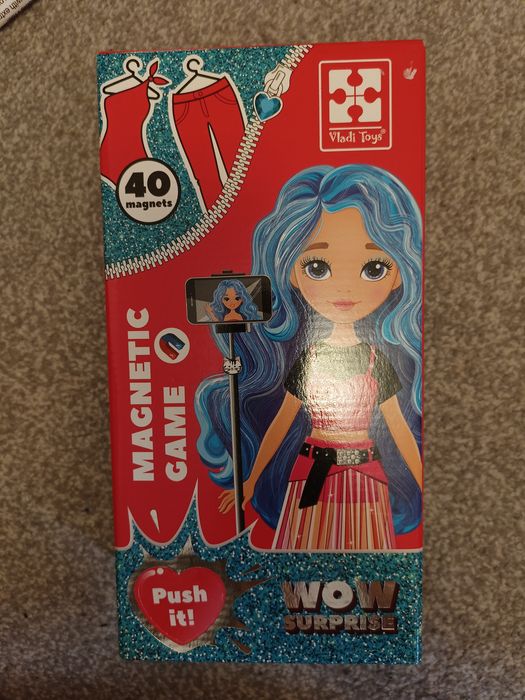 Vladi Toys®
40
magnets
MAGNETIC
GAME
Push
it!
WOW
SURPRISE